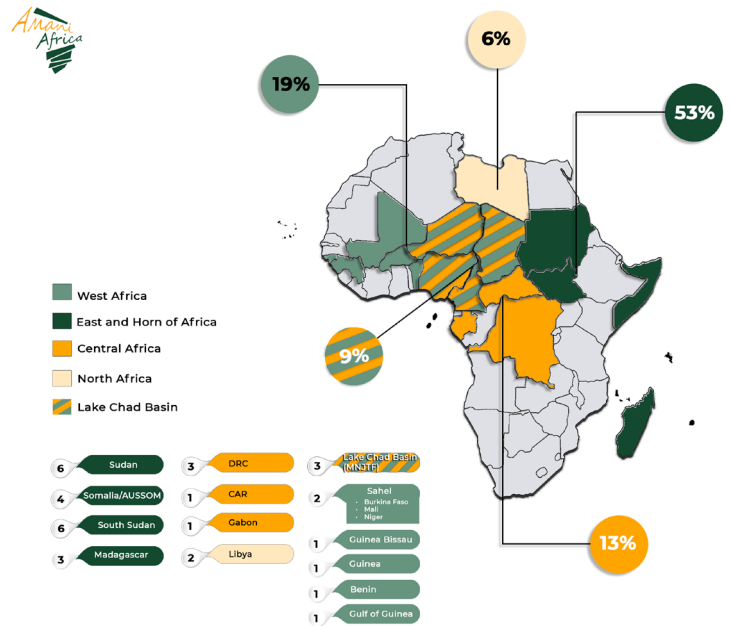 Amani
Africa
6%
19%
53%
West Africa
East and Horn of Africa
Central Africa
North Africa
Lake Chad Basin
9%
6 Sudan
4 Somalia/AUSSOM
6 South Sudan
3 Madagascar
3 DRC
1 CAR
1 Gabon
2 Libya
3 Lake Chad Basin
(MNJTF)
2 Sahel
• Burkina Faso
• Mali
• Niger
1 Guinea Bissau
1 Guinea
1 Benin
1 Gulf of Guinea
13%